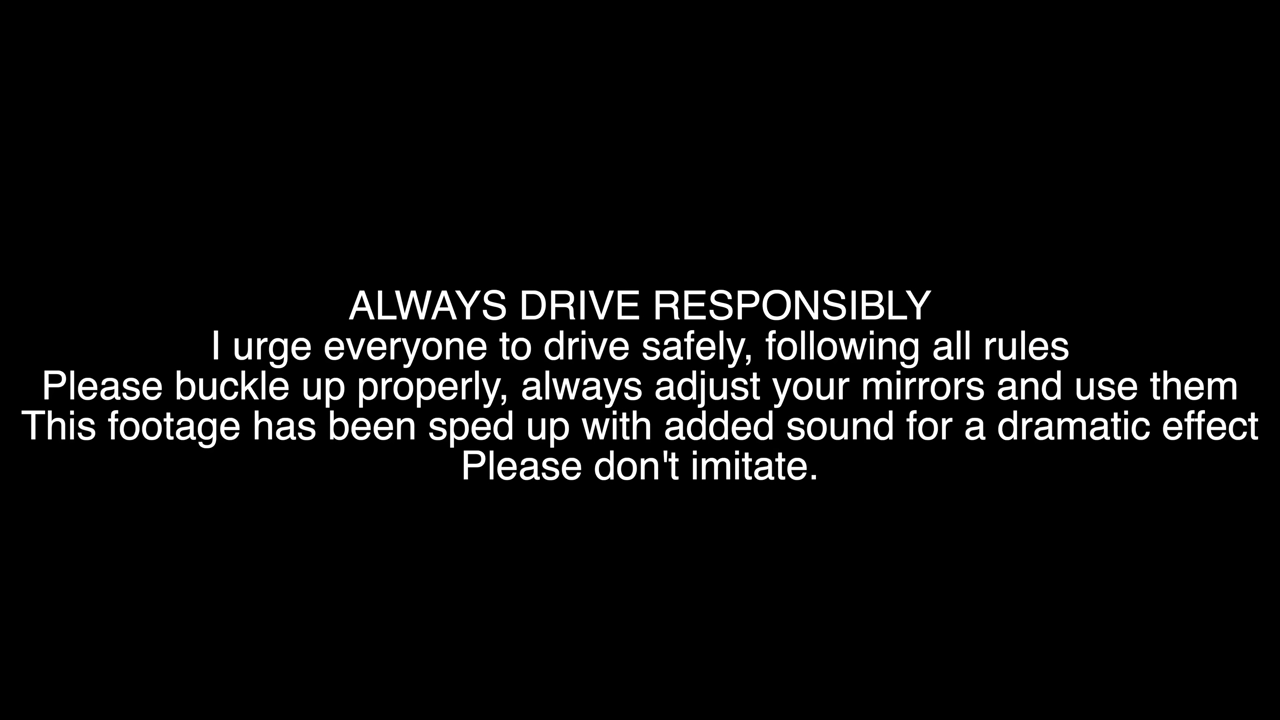 ALWAYS DRIVE RESPONSIBLY
I urge everyone to drive safely, following all rules
Please buckle up properly, always adjust your mirrors and use them
This footage has been sped up with added sound for a dramatic effect
Please don't imitate.